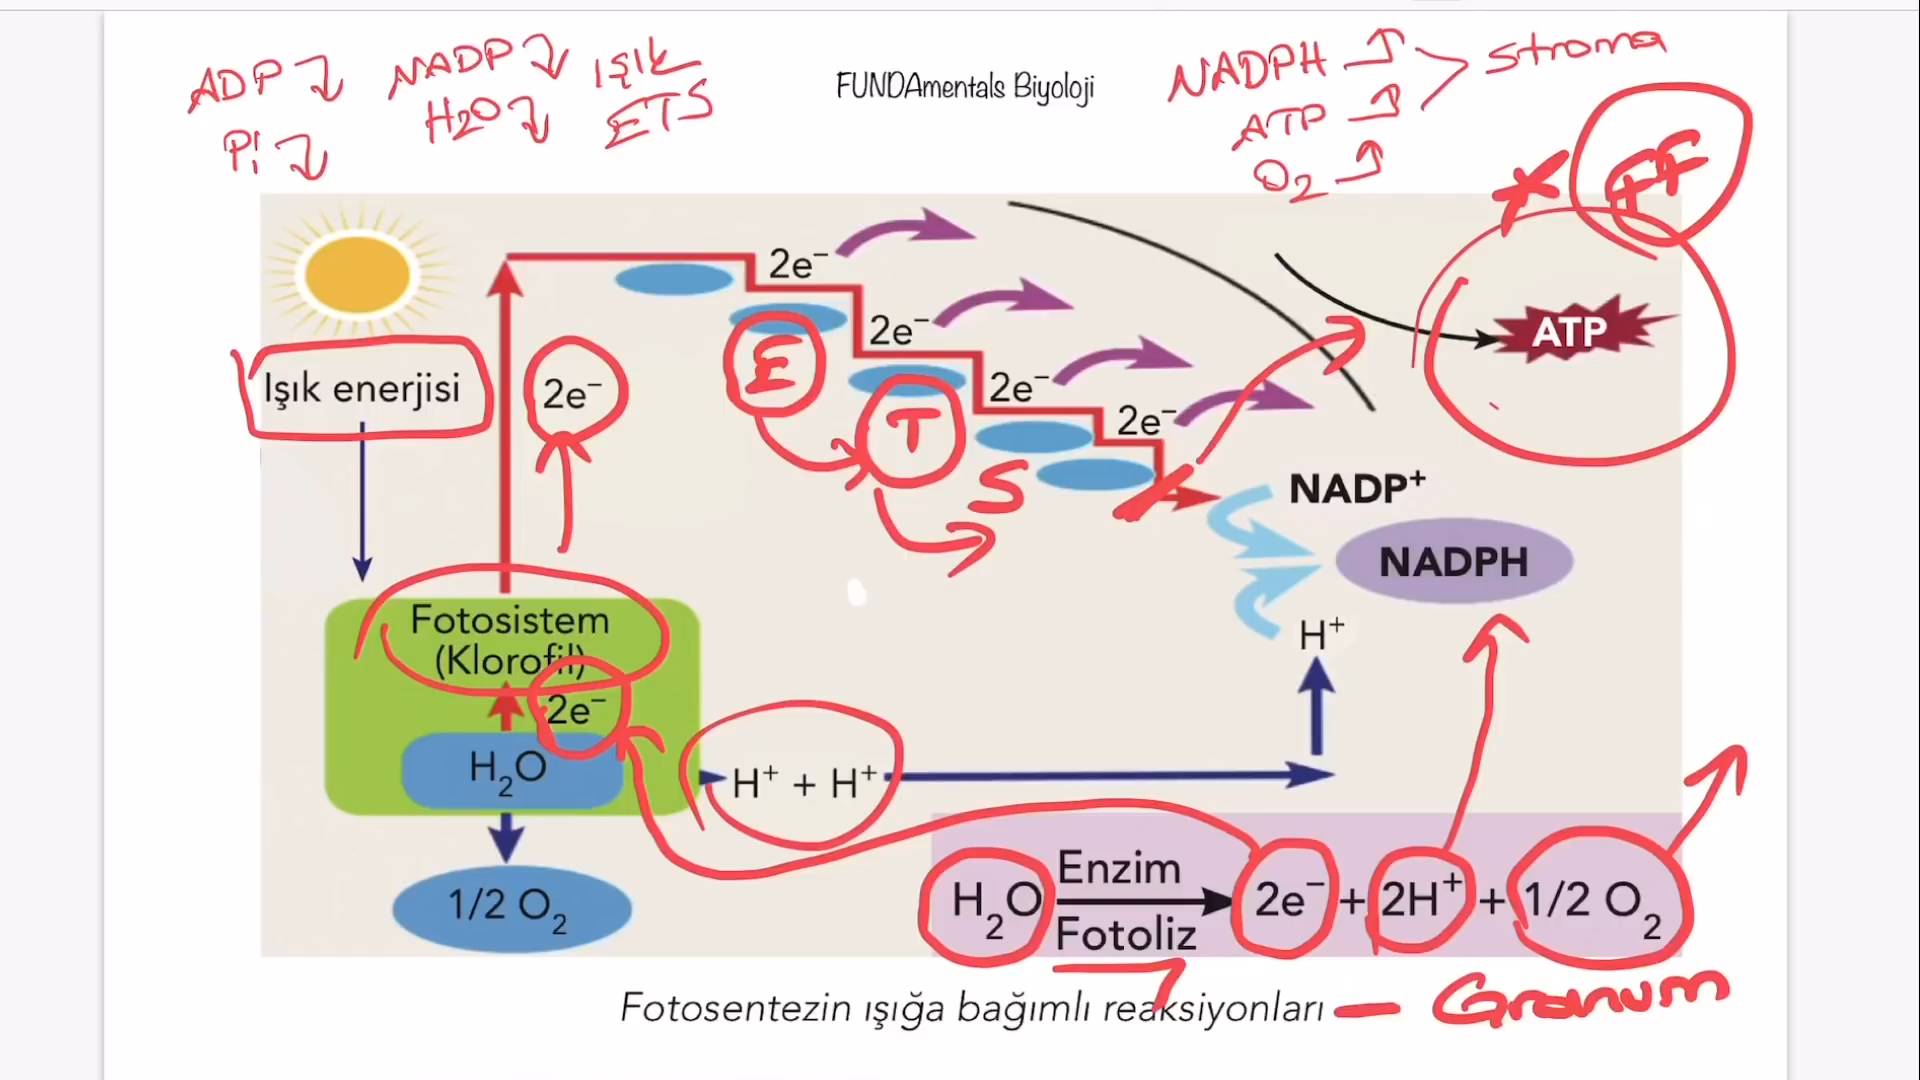 ADP NADP IŞIK
Pi H2O ETS
FUNDAmentals Biyoloji
NADPH
ATP
O2
stroma
FF
2e⁻
2e⁻
2e⁻
2e⁻
ATP
Işık enerjisi
2e⁻
E
T
S
NADP⁺
NADPH
H⁺
Fotosistem
(Klorofil)
2e⁻
H₂O
H⁺ + H⁺
1/2 O₂
Enzim
H₂O 2e⁻ + 2H⁺ + 1/2 O₂
Fotoliz
Fotosentezin ışığa bağımlı reaksiyonları – Granum